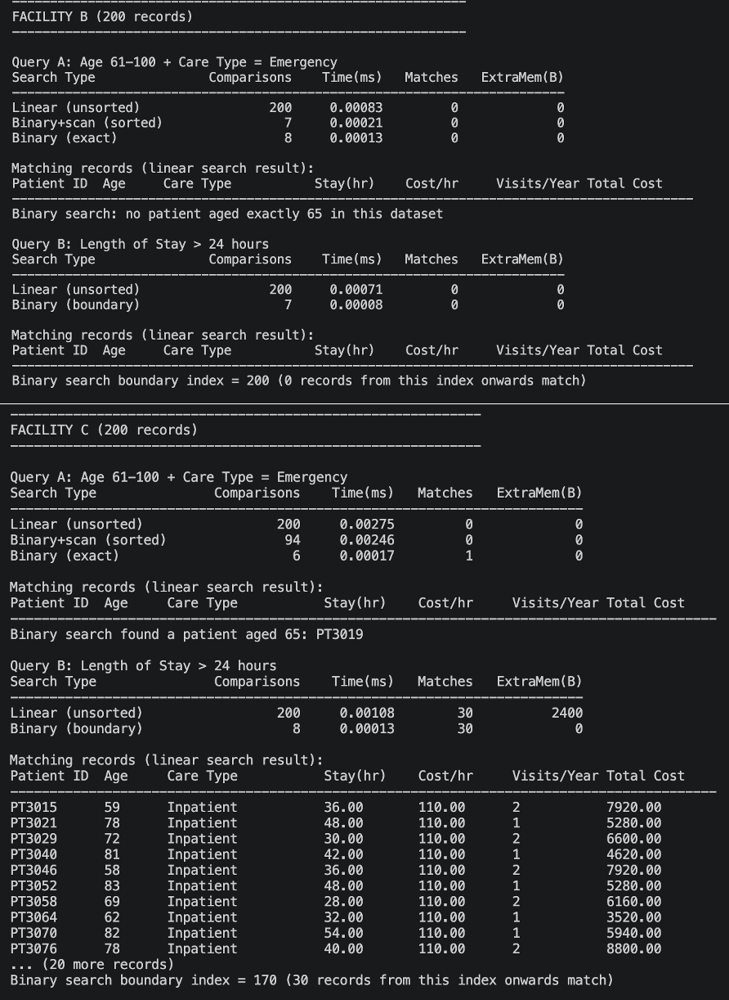 FACILITY B (200 records)
Query A: Age 61-100 + Care Type = Emergency
Search Type Comparisons Time(ms) Matches ExtraMem(B)
Linear (unsorted) 200 0.00083 0 0
Binary+scan (sorted) 7 0.00021 0 0
Binary (exact) 8 0.00013 0 0
Matching records (linear search result):
Patient ID Age Care Type Stay(hr) Cost/hr Visits/Year Total Cost
Binary search: no patient aged exactly 65 in this dataset
Query B: Length of Stay > 24 hours
Search Type Comparisons Time(ms) Matches ExtraMem(B)
Linear (unsorted) 200 0.00071 0 0
Binary (boundary) 7 0.00008 0 0
Matching records (linear search result):
Patient ID Age Care Type Stay(hr) Cost/hr Visits/Year Total Cost
Binary search boundary index = 200 (0 records from this index onwards match)
FACILITY C (200 records)
Query A: Age 61-100 + Care Type = Emergency
Search Type Comparisons Time(ms) Matches ExtraMem(B)
Linear (unsorted) 200 0.00275 0 0
Binary+scan (sorted) 94 0.00246 0 0
Binary (exact) 6 0.00017 1 0
Matching records (linear search result):
Patient ID Age Care Type Stay(hr) Cost/hr Visits/Year Total Cost
Binary search found a patient aged 65: PT3019
Query B: Length of Stay > 24 hours
Search Type Comparisons Time(ms) Matches ExtraMem(B)
Linear (unsorted) 200 0.00108 30 2400
Binary (boundary) 8 0.00013 30 0
Matching records (linear search result):
Patient ID Age Care Type Stay(hr) Cost/hr Visits/Year Total Cost
PT3015 59 Inpatient 36.00 110.00 2 7920.00
PT3021 78 Inpatient 48.00 110.00 1 5280.00
PT3029 72 Inpatient 30.00 110.00 2 6600.00
PT3040 81 Inpatient 42.00 110.00 1 4620.00
PT3046 58 Inpatient 36.00 110.00 2 7920.00
PT3052 83 Inpatient 48.00 110.00 1 5280.00
PT3058 69 Inpatient 28.00 110.00 2 6160.00
PT3064 62 Inpatient 32.00 110.00 1 3520.00
PT3070 82 Inpatient 54.00 110.00 1 5940.00
PT3076 78 Inpatient 40.00 110.00 2 8800.00
... (20 more records)
Binary search boundary index = 170 (30 records from this index onwards match)